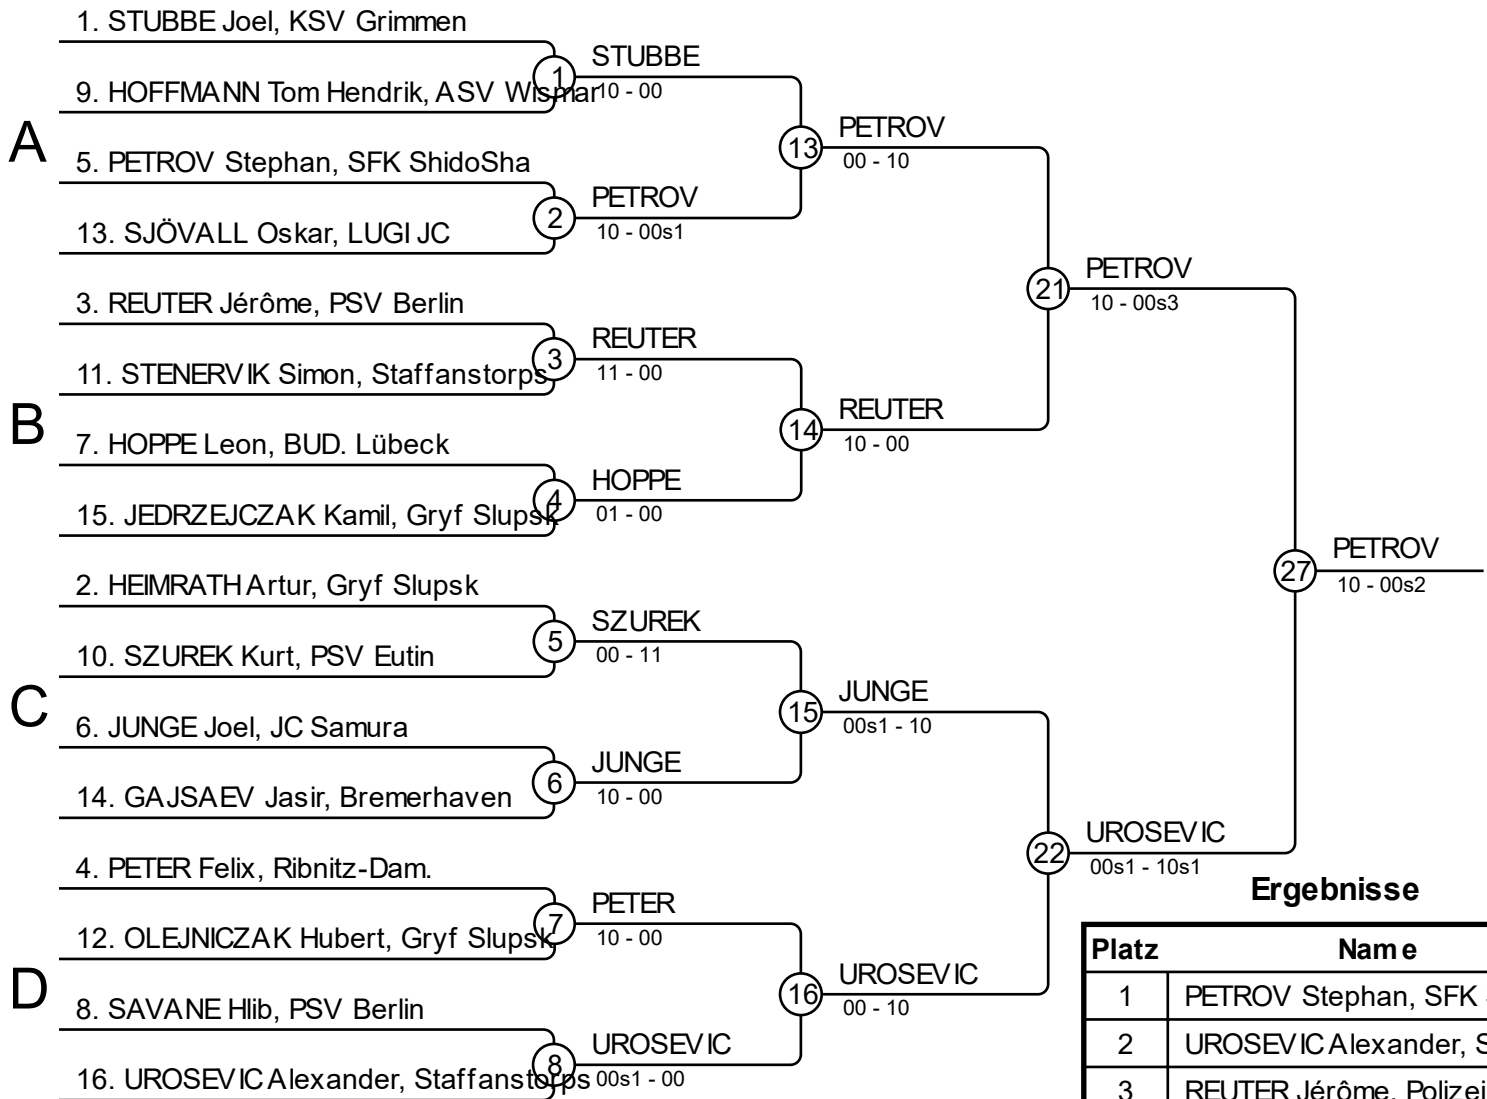 1. STUBBE Joel, KSV Grimmen
STUBBE
1
10 - 00
9. HOFFMANN Tom Hendrik, ASV Wismar
A
PETROV
13
00 - 10
5. PETROV Stephan, SFK ShidoSha
PETROV
2
10 - 00s1
13. SJÖVALL Oskar, LUGI JC
PETROV
21
10 - 00s3
3. REUTER Jérôme, PSV Berlin
REUTER
3
11 - 00
11. STENERVIK Simon, Staffanstorps
B
REUTER
14
10 - 00
7. HOPPE Leon, BUD. Lübeck
HOPPE
4
01 - 00
15. JEDRZEJCZAK Kamil, Gryf Slupsk
PETROV
27
10 - 00s2
2. HEIMRATH Artur, Gryf Slupsk
SZUREK
5
00 - 11
10. SZUREK Kurt, PSV Eutin
C
JUNGE
15
00s1 - 10
6. JUNGE Joel, JC Samura
JUNGE
6
10 - 00
14. GAJSAEV Jasir, Bremerhaven
UROSEVIC
22
00s1 - 10s1
4. PETER Felix, Ribnitz-Dam.
PETER
7
10 - 00
12. OLEJNICZAK Hubert, Gryf Slupsk
D
UROSEVIC
16
00 - 10
8. SAVANE Hlib, PSV Berlin
UROSEVIC
8
00s1 - 00
16. UROSEVIC Alexander, Staffanstorps
Ergebnisse
Platz Name
1 PETROV Stephan, SFK
2 UROSEVIC Alexander, S
3 REUTER Jérôme, Polizei